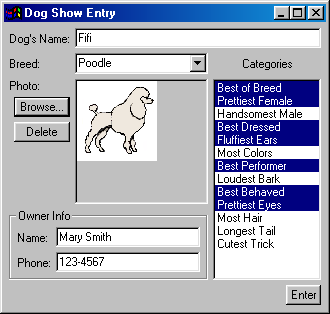 Dog Show Entry
Dog's Name: Fifi
Breed: Poodle
Categories
Photo:
Browse...
Delete
Best of Breed
Prettiest Female
Handsomest Male
Best Dressed
Fluffiest Ears
Most Colors
Best Performer
Loudest Bark
Best Behaved
Prettiest Eyes
Most Hair
Longest Tail
Cutest Trick
Owner Info
Name: Mary Smith
Phone: 123-4567
Enter